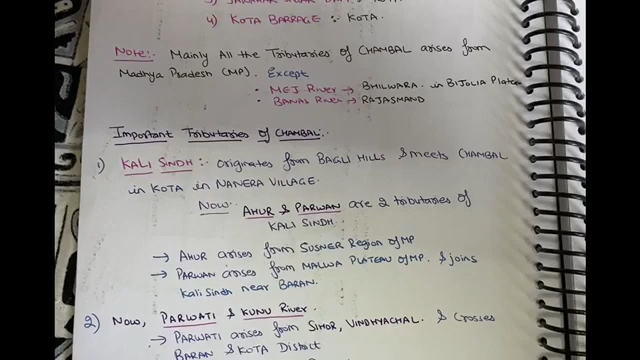 4) KOTA BARRAGE :- KOTA.
Note:- Mainly All the Tributaries of CHAMBAL arises from
Madhya Pradesh (MP). Except
• MEJ River → BHILWARA in BIJOLIA Plateau
• BANAS River → RAJASMAND
Important Tributaries of CHAMBAL:
1) KALI SINDH :- originates from BAGLI HILLS & meets CHAMBAL
in KOTA in NANERA VILLAGE.
Now: AHUR & PARWAN are 2 tributaries of
KALI SINDH.
→ AHUR arises from SUSNER Region of MP
→ PARWAN arises from MALWA PLATEAU OF MP. & joins
Kali Sindh near BARAN.
2) Now, PARWATI & KUNU River.
→ PARWATI arises from SIHOR, VINDHYACHAL & crosses
BARAN & KOTA District